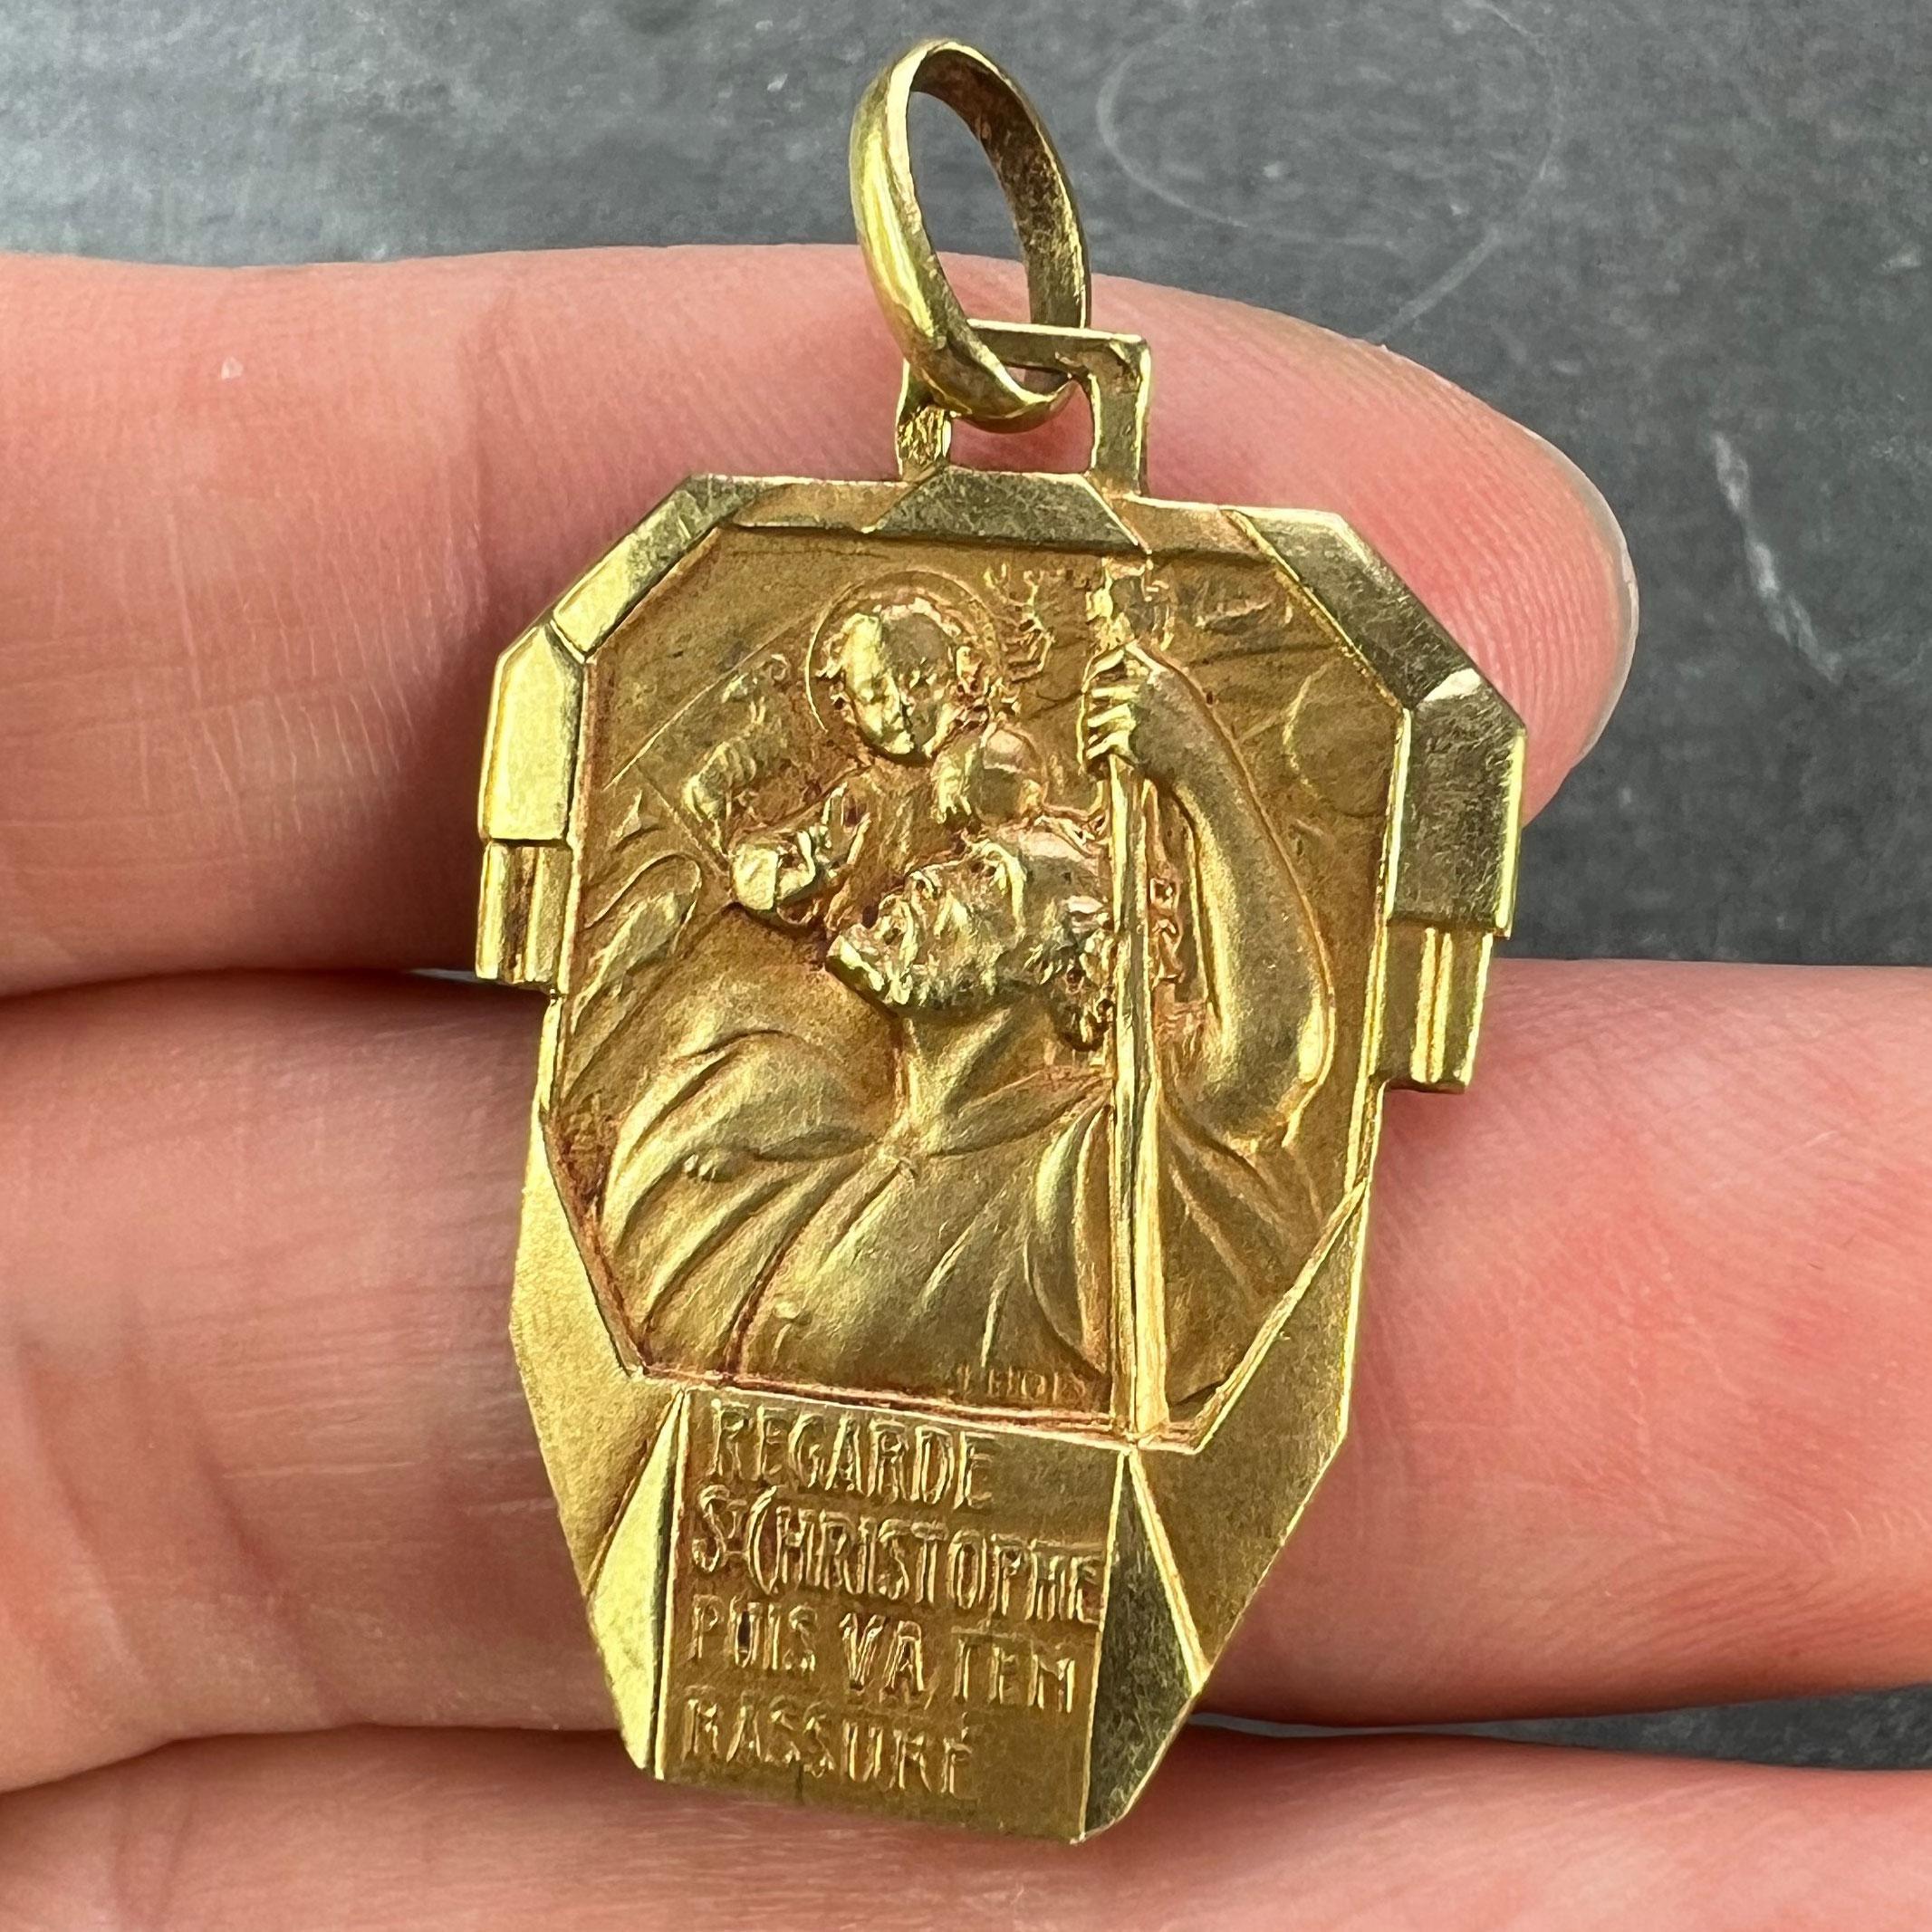 REGARDE
ST CHRISTOPHE
PUIS VA T'EN
RASSURÉ